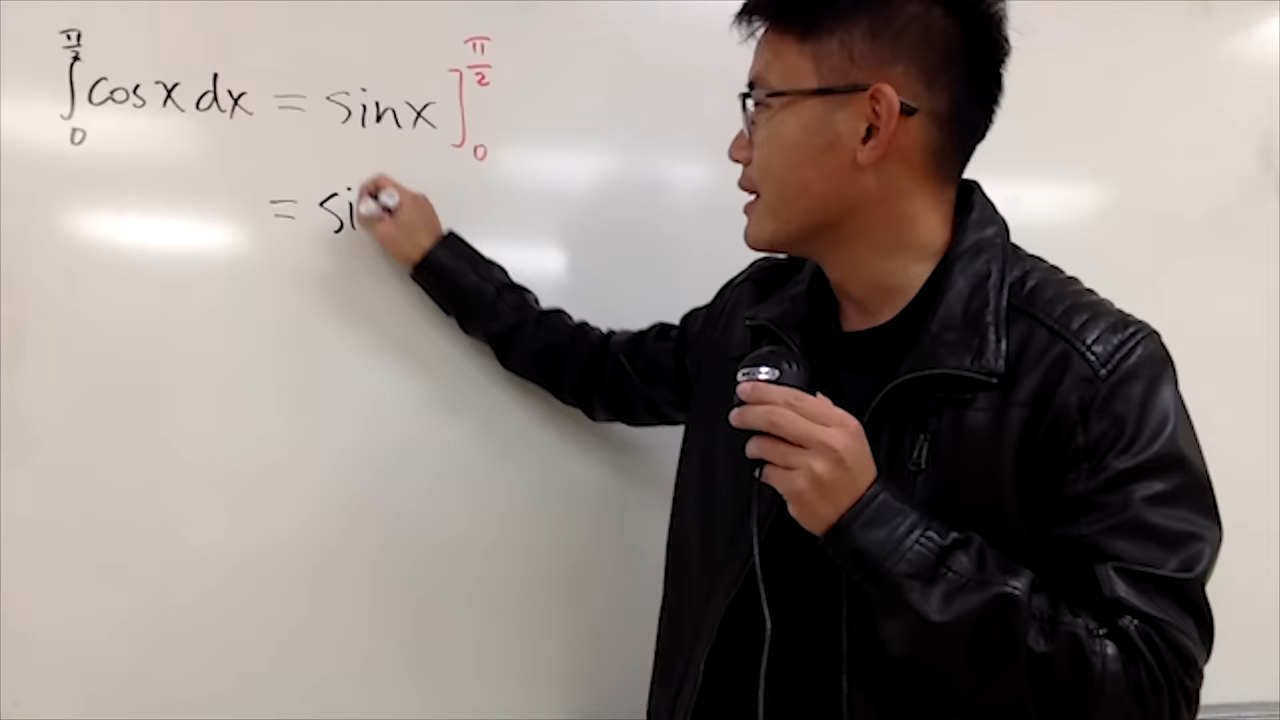 ∫₀^(π/2) cos x dx = sin x ]₀^(π/2)
= si